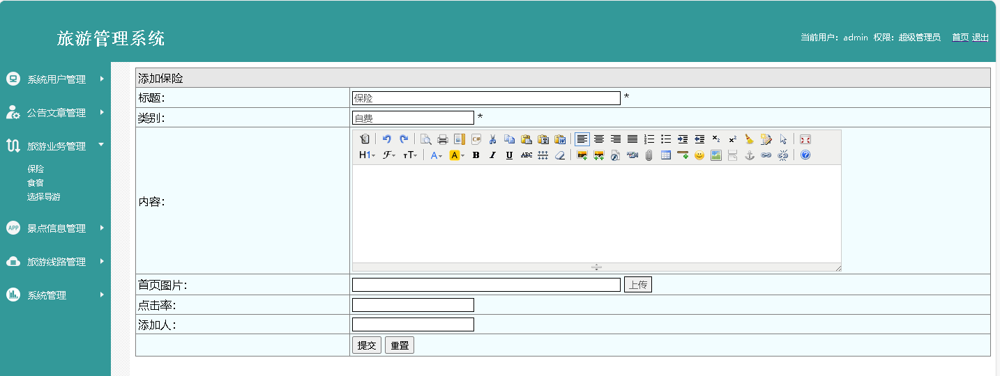 旅游管理系统
当前用户：admin 权限：超级管理员 首页 退出
系统用户管理
公告文章管理
旅游业务管理
保险
食宿
选择导游
APP 景点信息管理
旅游线路管理
系统管理
添加保险
标题： 保险 *
类别： 自费 *
H1 F тT A A B I U ABC
内容：
首页图片： 上传
点击率：
添加人：
提交 重置